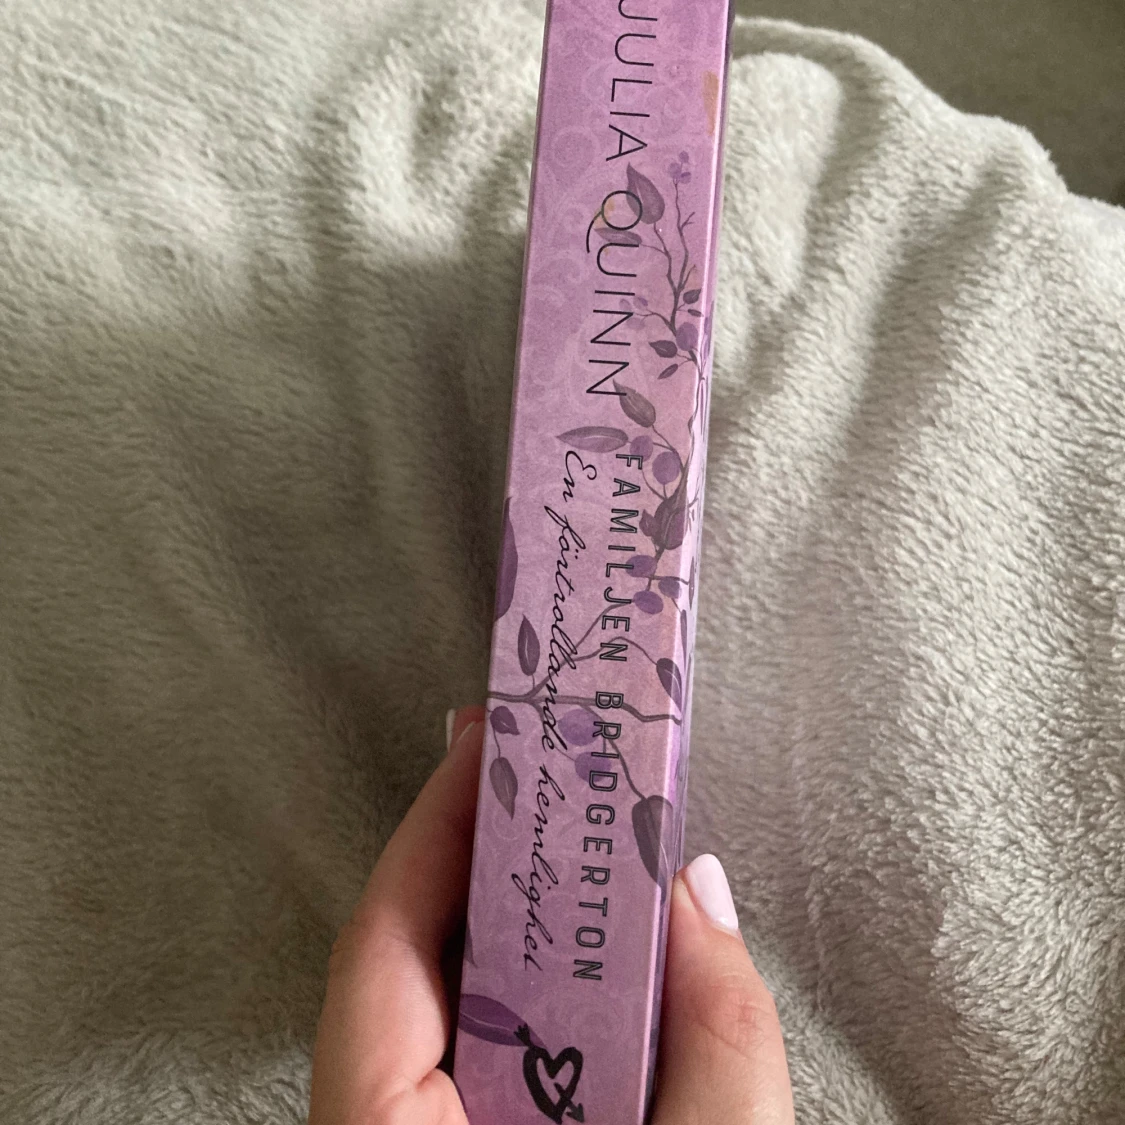 JULIA QUINN
FAMILJEN BRIDGERTON
En förtrollande hemlighet